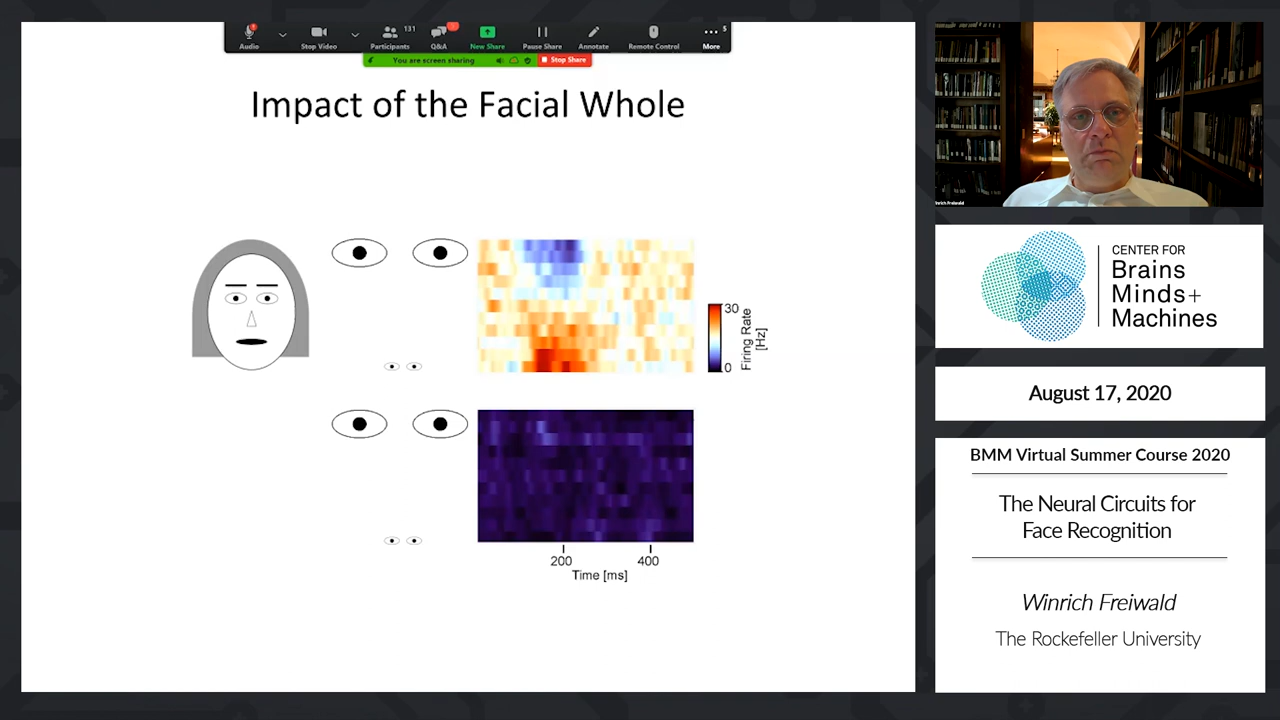 Audio
Stop Video
Participants
131
Q&A
New Share
Pause Share
Annotate
Remote Control
More
5
You are screen sharing
Stop Share
Impact of the Facial Whole
30
0
Firing Rate
[Hz]
200
400
Time [ms]
inrich Freiwald
CENTER FOR
Brains
Minds+
Machines
August 17, 2020
BMM Virtual Summer Course 2020
The Neural Circuits for
Face Recognition
Winrich Freiwald
The Rockefeller University